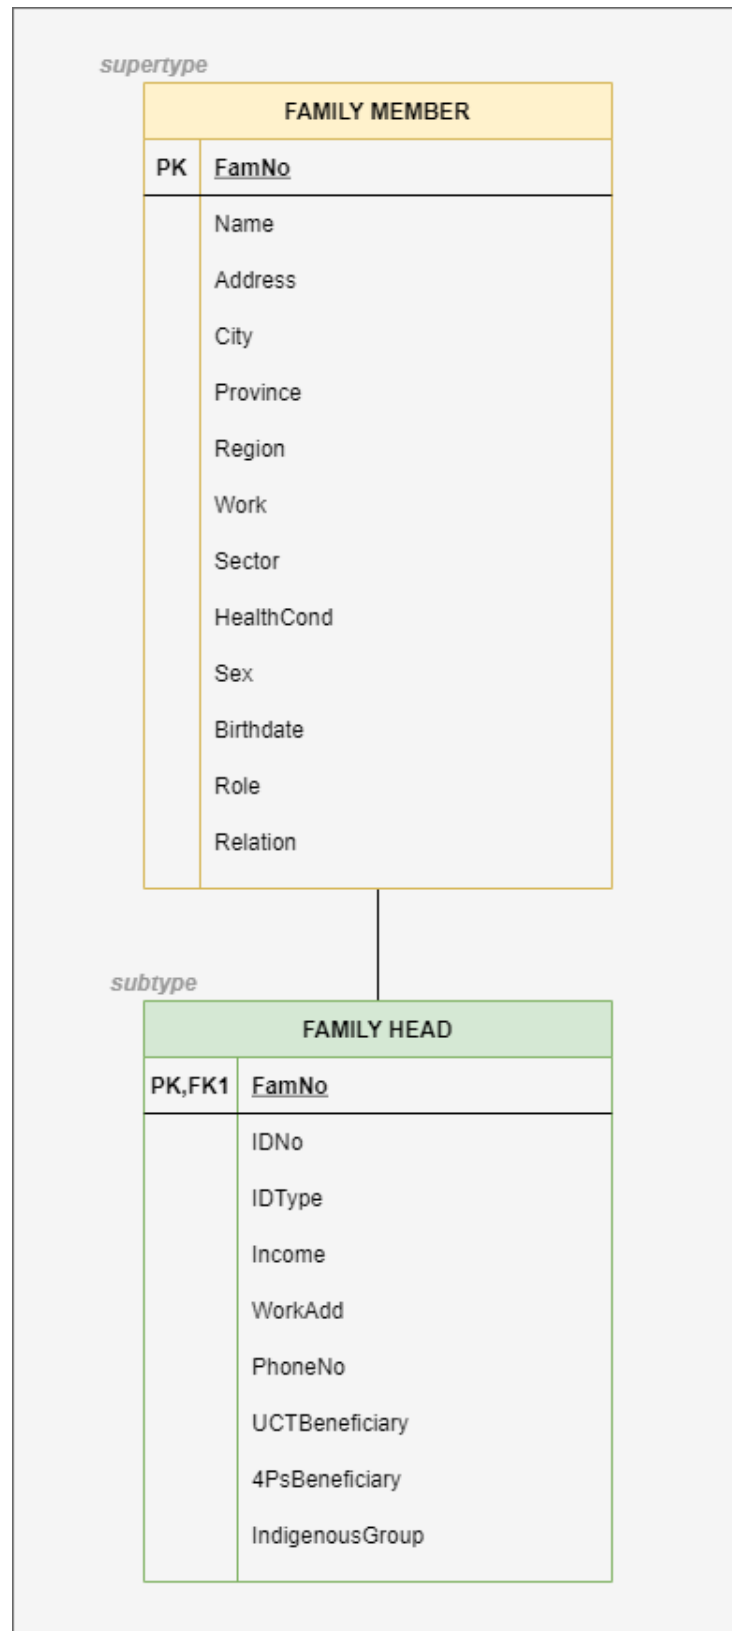 supertype
FAMILY MEMBER
PK FamNo
Name
Address
City
Province
Region
Work
Sector
HealthCond
Sex
Birthdate
Role
Relation
subtype
FAMILY HEAD
PK,FK1 FamNo
IDNo
IDType
Income
WorkAdd
PhoneNo
UCTBeneficiary
4PsBeneficiary
IndigenousGroup